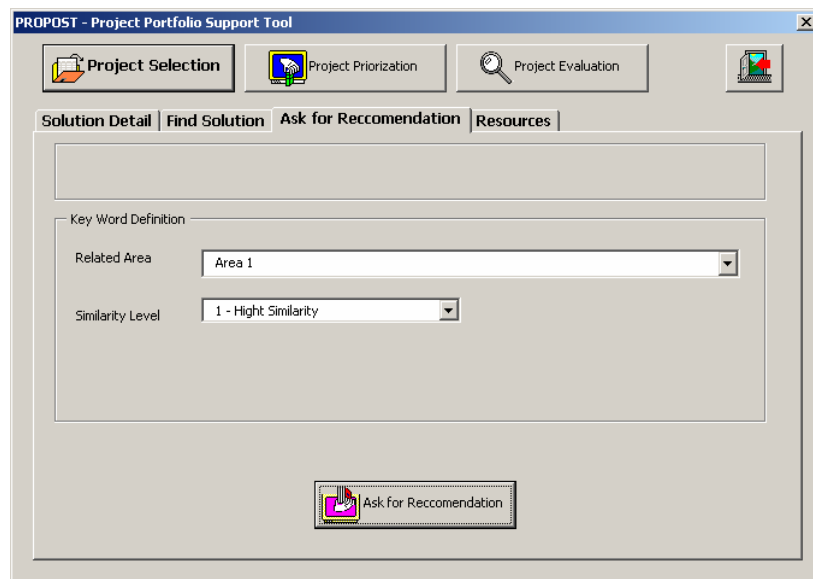 PROPOST - Project Portfolio Support Tool
Project Selection
Project Priorization
Project Evaluation
Solution Detail
Find Solution
Ask for Reccomendation
Resources
Key Word Definition
Related Area
Area 1
Similarity Level
1 - Hight Similarity
Ask for Reccomendation